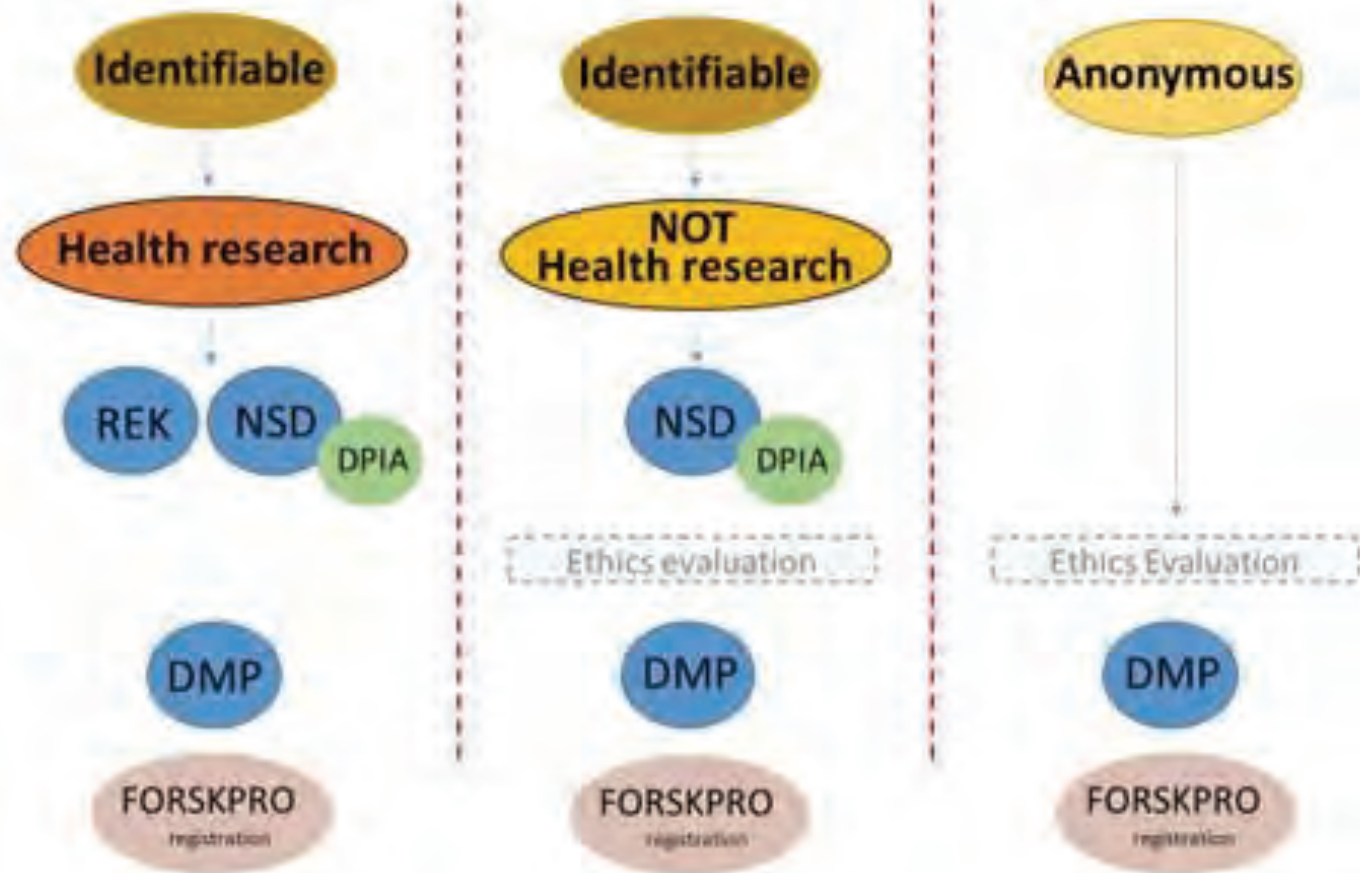 Identifiable
Health research
REK
NSD
DPIA
DMP
FORSKPRO
registration
Identifiable
NOT
Health research
NSD
DPIA
Ethics evaluation
DMP
FORSKPRO
registration
Anonymous
Ethics Evaluation
DMP
FORSKPRO
registration